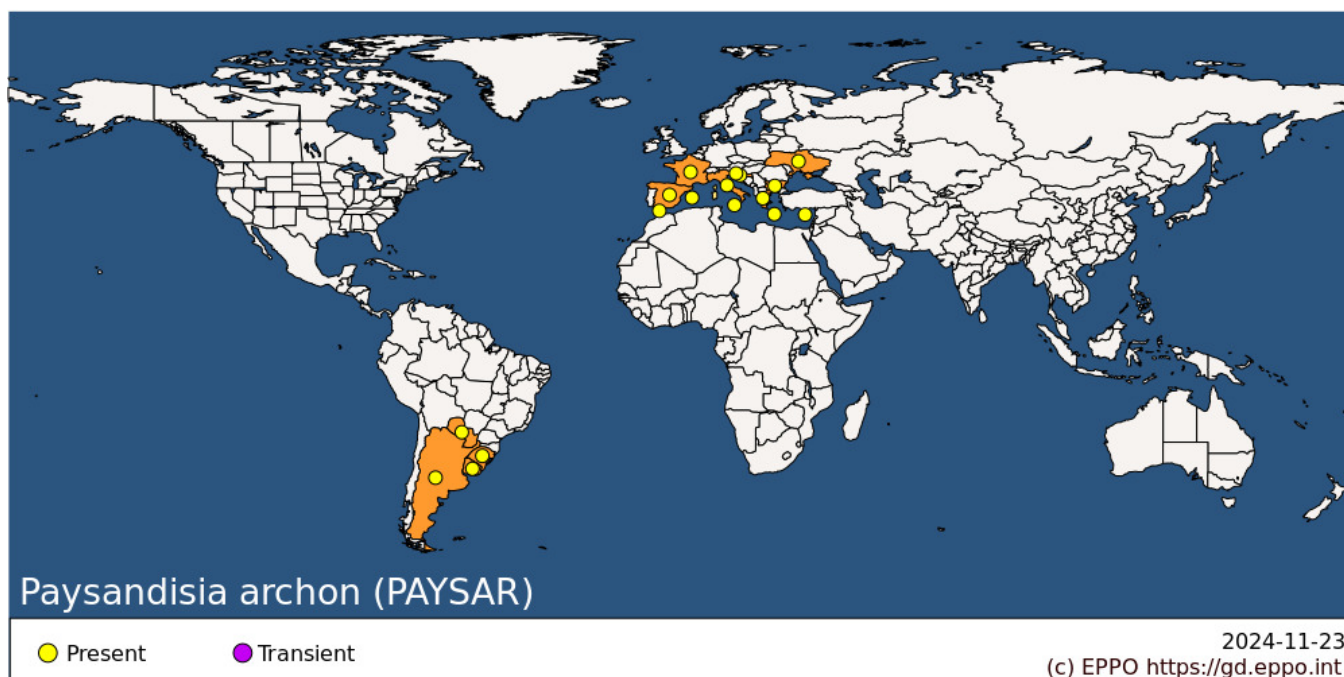 Paysandisia archon (PAYSAR)
Present
Transient
2024-11-23
(c) EPPO https://gd.eppo.int